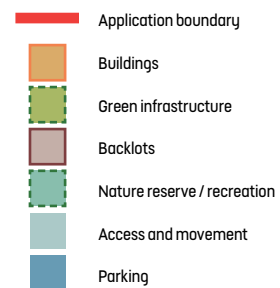 Application boundary
Buildings
Green infrastructure
Backlots
Nature reserve / recreation
Access and movement
Parking